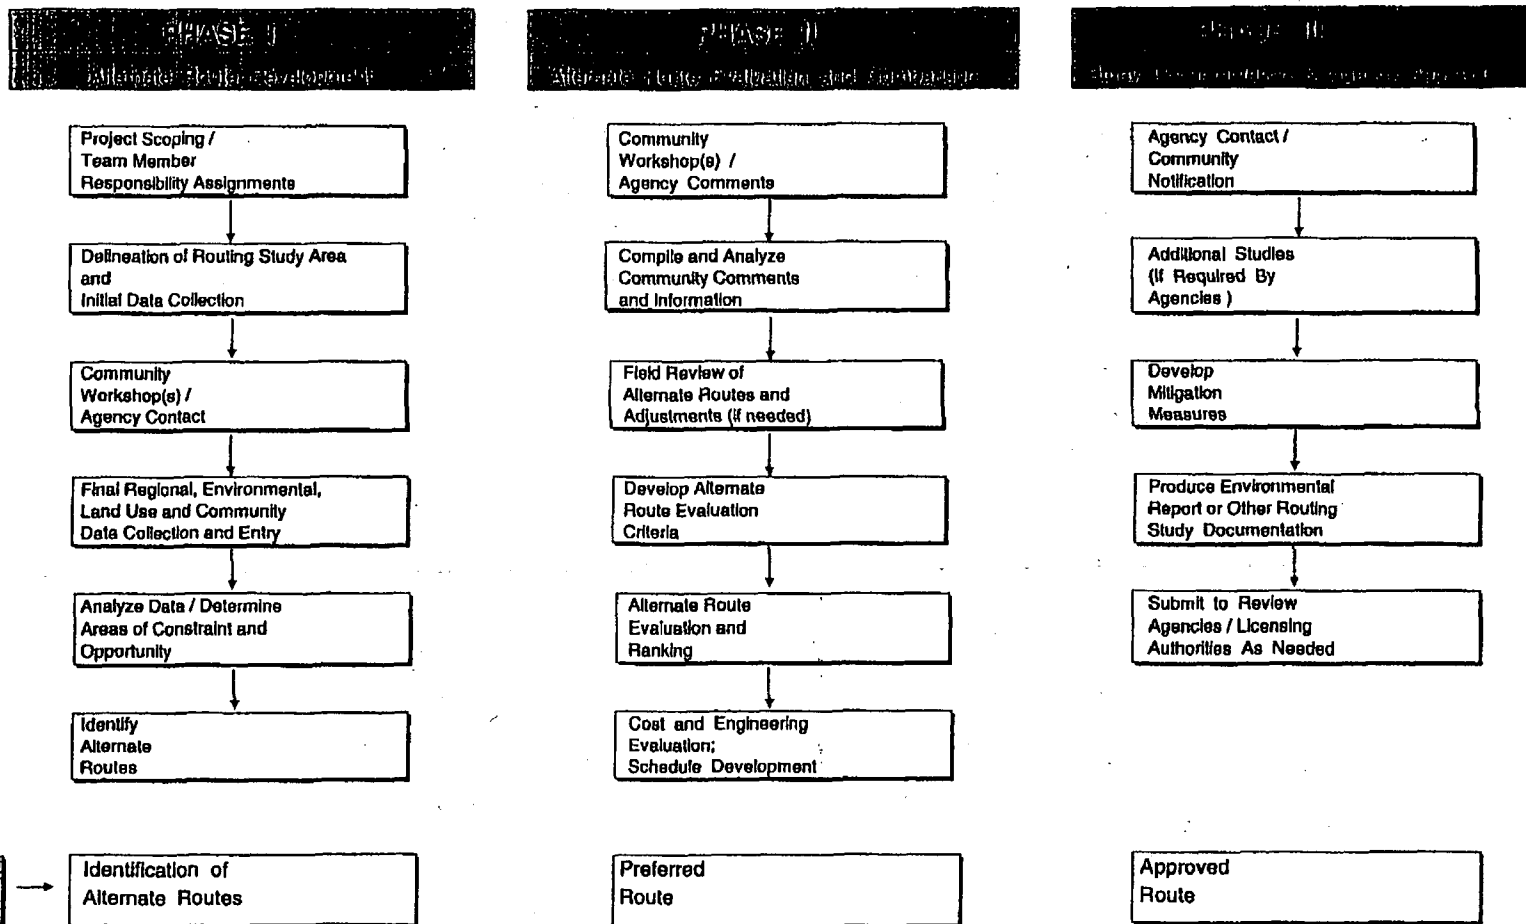 PHASE I
Alternate Route Development
Project Scoping /
Team Member
Responsibility Assignments
Delineation of Routing Study Area
and
Initial Data Collection
Community
Workshop(s) /
Agency Contact
Final Regional, Environmental,
Land Use and Community
Data Collection and Entry
Analyze Data / Determine
Areas of Constraint and
Opportunity
Identify
Alternate
Routes
Identification of
Alternate Routes
PHASE II
Alternate Route Evaluation and
Community
Workshop(s) /
Agency Comments
Compile and Analyze
Community Comments
and Information
Field Review of
Alternate Routes and
Adjustments (if needed)
Develop Alternate
Route Evaluation
Criteria
Alternate Route
Evaluation and
Ranking
Cost and Engineering
Evaluation;
Schedule Development
Preferred
Route
III
Agency Contact /
Community
Notification
Additional Studies
(If Required By
Agencies )
Develop
Mitigation
Measures
Produce Environmental
Report or Other Routing
Study Documentation
Submit to Review
Agencies / Licensing
Authorities As Needed
Approved
Route